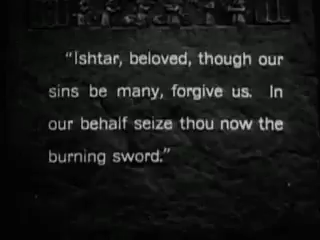 "Ishtar, beloved, though our
sins be many, forgive us. In
our behalf seize thou now the
burning sword."